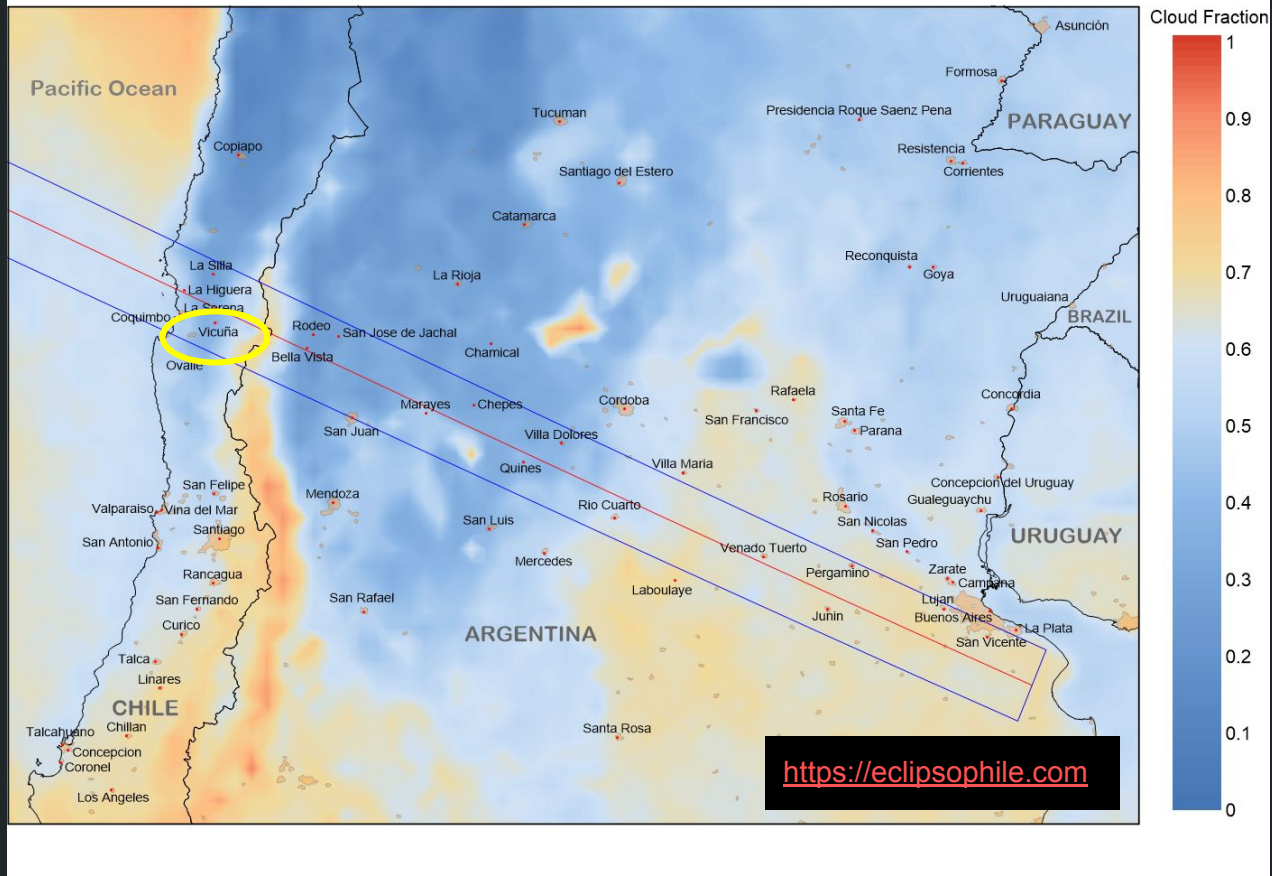 Cloud Fraction
1
0.9
0.8
0.7
0.6
0.5
0.4
0.3
0.2
0.1
0
Pacific Ocean
Asunción
Formosa
PARAGUAY
Presidencia Roque Saenz Pena
Tucuman
Resistencia
Corrientes
Copiapo
Santiago del Estero
Catamarca
Reconquista
Goya
La Silla
La Rioja
La Higuera
Uruguaiana
La Serena
BRAZIL
Coquimbo
Vicuña
Rodeo
San Jose de Jachal
Chamical
Bella Vista
Ovalle
Rafaela
Concordia
Marayes
Chepes
Cordoba
San Francisco
Santa Fe
Parana
San Juan
Villa Dolores
Quines
Villa Maria
San Felipe
Concepcion del Uruguay
Mendoza
Rosario
Gualeguaychu
Valparaiso
Vina del Mar
Rio Cuarto
San Luis
San Nicolas
Santiago
URUGUAY
San Antonio
San Pedro
Venado Tuerto
Mercedes
Pergamino
Zarate
Rancagua
Campana
Laboulaye
San Fernando
San Rafael
Lujan
Junin
Buenos Aires
Curico
La Plata
ARGENTINA
San Vicente
Talca
Linares
CHILE
Chillan
Santa Rosa
Talcahuano
Concepcion
Coronel
https://eclipsophile.com
Los Angeles